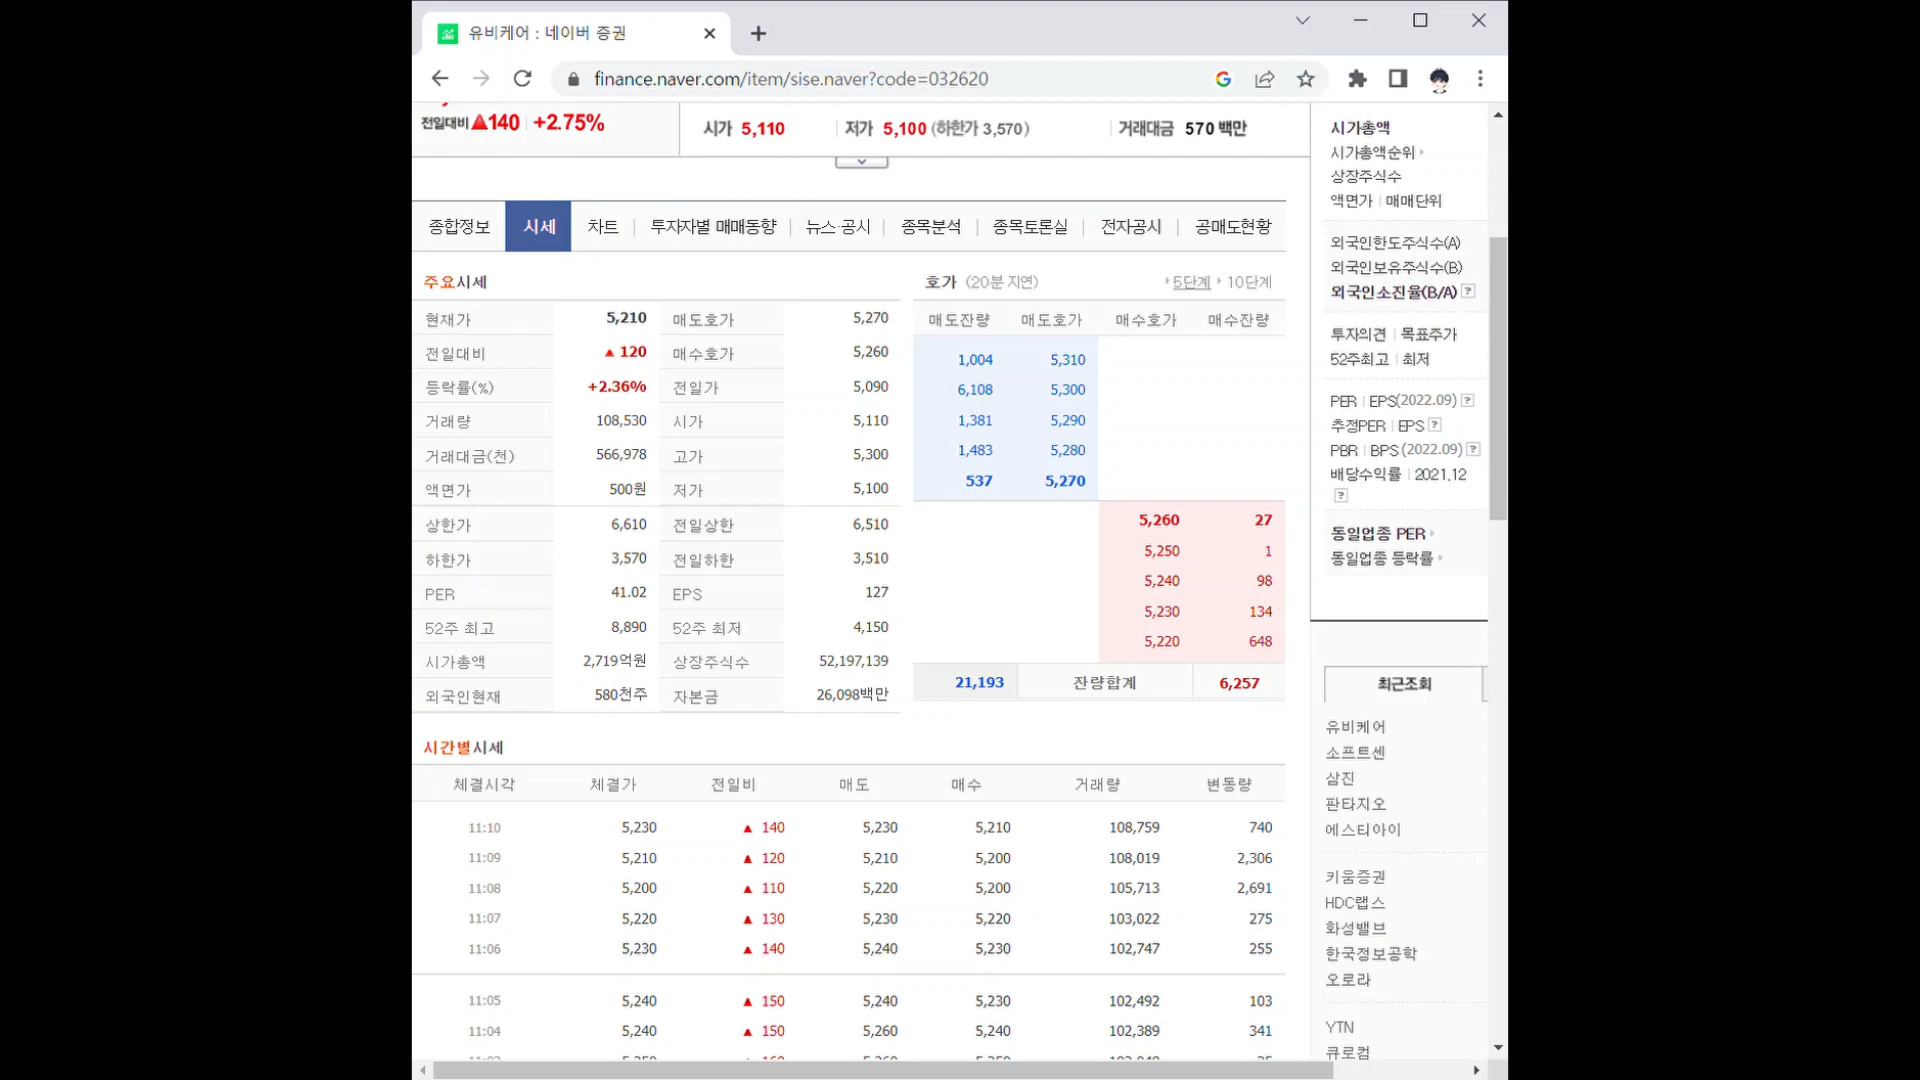 유비케어 : 네이버 증권
finance.naver.com/item/sise.naver?code=032620
전일대비 ▲140 +2.75%
시가 5,110 저가 5,100 (하한가 3,570) 거래대금 570 백만
종합정보 시세 차트 투자자별 매매동향 뉴스·공시 종목분석 종목토론실 전자공시 공매도현황
주요시세
현재가 5,210 매도호가 5,270
전일대비 ▲ 120 매수호가 5,260
등락률(%) +2.36% 전일가 5,090
거래량 108,530 시가 5,110
거래대금(천) 566,978 고가 5,300
액면가 500원 저가 5,100
상한가 6,610 전일상한 6,510
하한가 3,570 전일하한 3,510
PER 41.02 EPS 127
52주 최고 8,890 52주 최저 4,150
시가총액 2,719억원 상장주식수 52,197,139
외국인현재 580천주 자본금 26,098백만
호가 (20분 지연) 5단계 10단계
매도잔량 매도호가 매수호가 매수잔량
1,004 5,310
6,108 5,300
1,381 5,290
1,483 5,280
537 5,270
5,260 27
5,250 1
5,240 98
5,230 134
5,220 648
21,193 잔량합계 6,257
시간별시세
체결시각 체결가 전일비 매도 매수 거래량 변동량
11:10 5,230 ▲ 140 5,230 5,210 108,759 740
11:09 5,210 ▲ 120 5,210 5,200 108,019 2,306
11:08 5,200 ▲ 110 5,220 5,200 105,713 2,691
11:07 5,220 ▲ 130 5,230 5,220 103,022 275
11:06 5,230 ▲ 140 5,240 5,230 102,747 255
11:05 5,240 ▲ 150 5,240 5,230 102,492 103
11:04 5,240 ▲ 150 5,260 5,240 102,389 341
시가총액
시가총액순위
상장주식수
액면가 매매단위
외국인한도주식수(A)
외국인보유주식수(B)
외국인소진율(B/A) ?
투자의견 목표주가
52주최고 최저
PER EPS(2022.09) ?
추정PER EPS ?
PBR BPS (2022.09) ?
배당수익률 2021.12
?
동일업종 PER
동일업종 등락률
최근조회
유비케어
소프트센
삼진
판타지오
에스티아이
키움증권
HDC랩스
화성밸브
한국정보공학
오로라
YTN
큐로컴